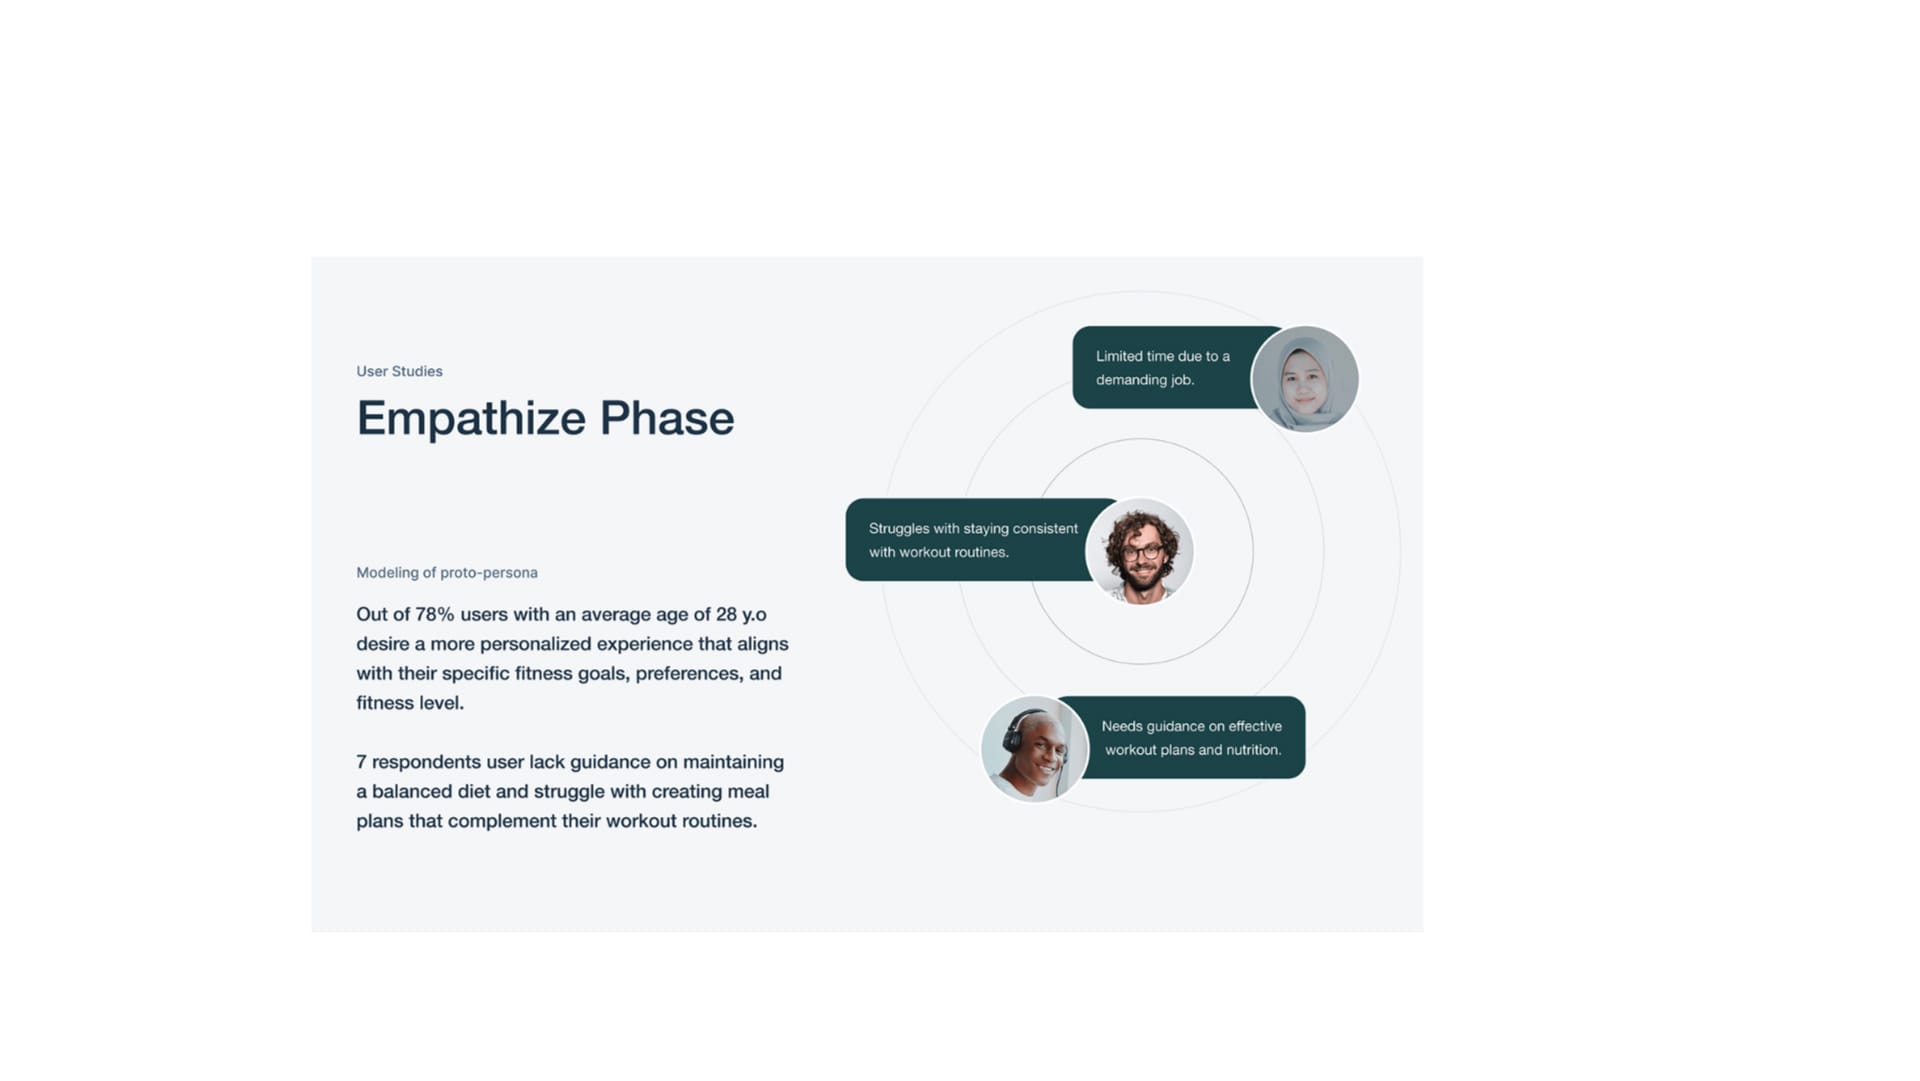 User Studies
Empathize Phase
Modeling of proto-persona
Out of 78% users with an average age of 28 y.o
desire a more personalized experience that aligns
with their specific fitness goals, preferences, and
fitness level.
7 respondents user lack guidance on maintaining
a balanced diet and struggle with creating meal
plans that complement their workout routines.
Limited time due to a
demanding job.
Struggles with staying consistent
with workout routines.
Needs guidance on effective
workout plans and nutrition.